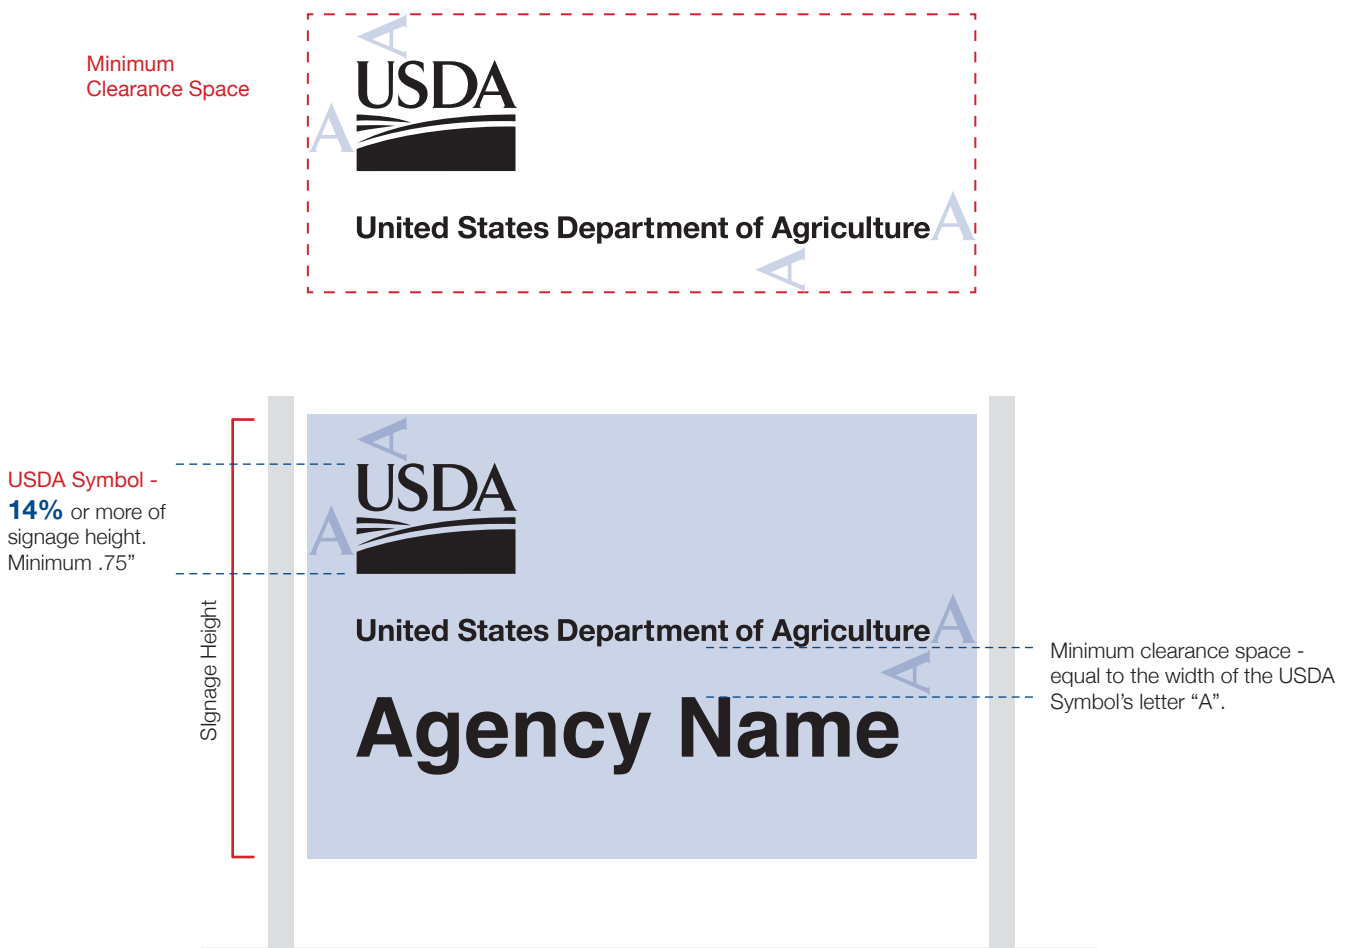 A
Minimum
Clearance Space
USDA
A
A
United States Department of Agriculture
A
A
USDA Symbol -
14% or more of
signage height.
Minimum .75”
USDA
A
SIgnage Height
United States Department of Agriculture
A
A
Minimum clearance space -
equal to the width of the USDA
Symbol’s letter “A”.
Agency Name